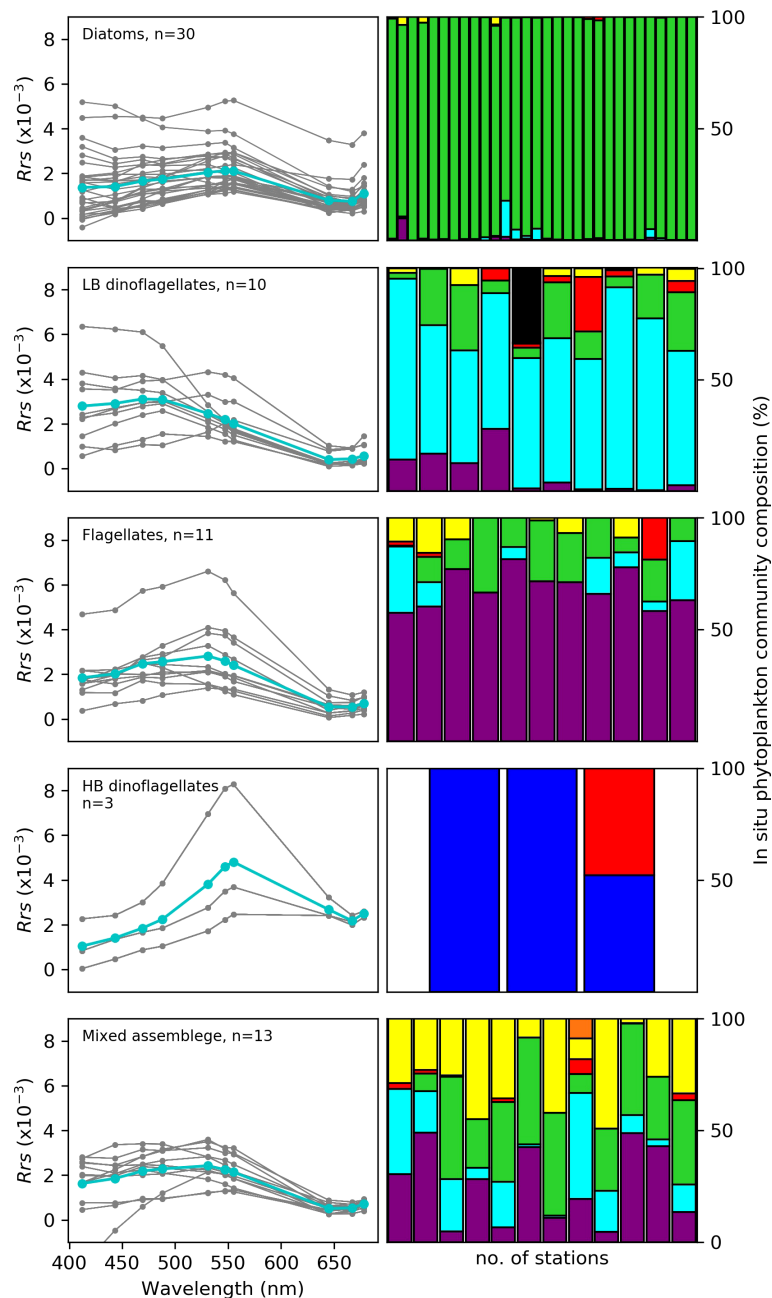 Diatoms, n=30
8
6
4
2
0
Rrs (x10⁻³)
100
50
LB dinoflagellates, n=10
8
6
4
2
0
Rrs (x10⁻³)
100
50
Flagellates, n=11
8
6
4
2
0
Rrs (x10⁻³)
100
50
HB dinoflagellates
n=3
8
6
4
2
0
Rrs (x10⁻³)
100
50
Mixed assemblege, n=13
8
6
4
2
0
Rrs (x10⁻³)
100
50
0
In situ phytoplankton community composition (%)
400 450 500 550 600 650
Wavelength (nm)
no. of stations